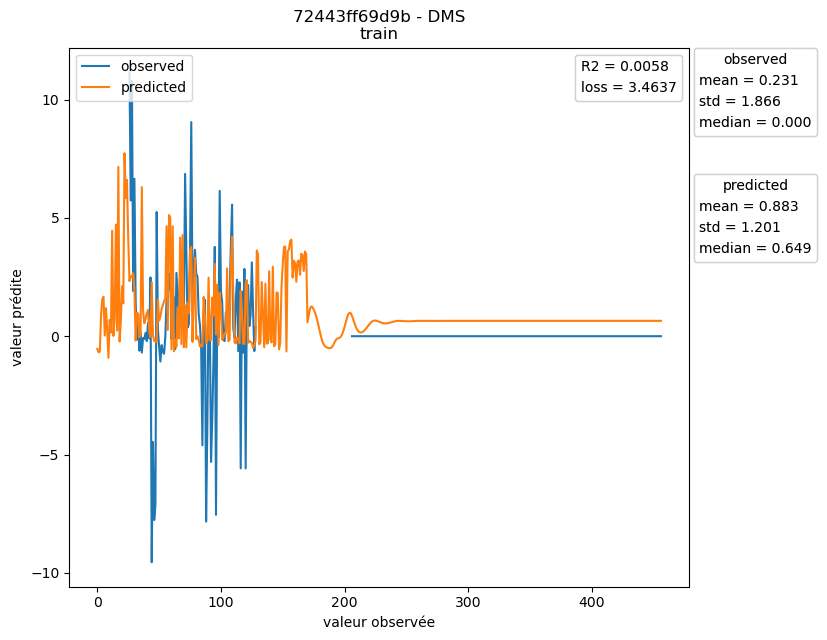 72443ff69d9b - DMS
train
observed
predicted
R2 = 0.0058
loss = 3.4637
observed
mean = 0.231
std = 1.866
median = 0.000
predicted
mean = 0.883
std = 1.201
median = 0.649
valeur prédite
10
5
0
−5
−10
0
100
200
300
400
valeur observée